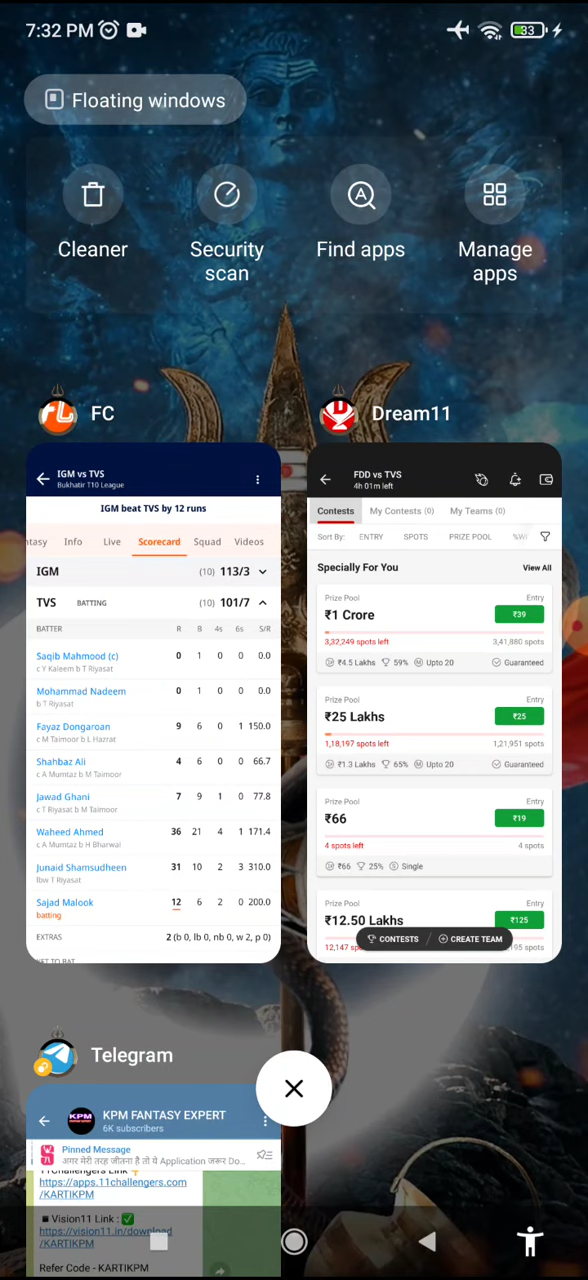 7:32 PM
83
Floating windows
Cleaner
Security
scan
Find apps
Manage
apps
FC
IGM vs TVS
Bukhatir T10 League
IGM beat TVS by 12 runs
ntasy Info Live Scorecard Squad Videos
IGM (10) 113/3
TVS BATTING (10) 101/7
BATTER R B 4s 6s S/R
Saqib Mahmood (c) 0 1 0 0 0.0
c Y Kaleem b T Riyasat
Mohammad Nadeem 0 1 0 0 0.0
b T Riyasat
Fayaz Dongaroan 9 6 0 1 150.0
c M Taimoor b L Hazrat
Shahbaz Ali 4 6 0 0 66.7
c A Mumtaz b M Taimoor
Jawad Ghani 7 9 1 0 77.8
c T Riyasat b M Taimoor
Waheed Ahmed 36 21 4 1 171.4
c A Mumtaz b H Bharwal
Junaid Shamsudheen 31 10 2 3 310.0
lbw T Riyasat
Sajad Malook 12 6 2 0 200.0
batting
EXTRAS 2 (b 0, lb 0, nb 0, w 2, p 0)
Dream11
FDD vs TVS
4h 01m left
Contests My Contests (0) My Teams (0)
Sort By: ENTRY SPOTS PRIZE POOL %WI
Specially For You View All
Prize Pool Entry
₹1 Crore ₹39
3,32,249 spots left 3,41,880 spots
₹4.5 Lakhs 59% M Upto 20 Guaranteed
Prize Pool Entry
₹25 Lakhs ₹25
1,18,197 spots left 1,21,951 spots
₹1.3 Lakhs 65% M Upto 20 Guaranteed
Prize Pool Entry
₹66 ₹19
4 spots left 4 spots
₹66 25% S Single
Prize Pool Entry
₹12.50 Lakhs ₹125
12,147 sp 195 spots
CONTESTS CREATE TEAM
Telegram
KPM KPM FANTASY EXPERT
6K subscribers
Pinned Message
अगर मेरी तरह जीतना है तो ये Application जरूर Do...
11Challengers Link
https://apps.11challengers.com
/KARTIKPM
Vision11 Link :
https://vision11.in/download
/KARTIKPM
Refer Code - KARTIKPM